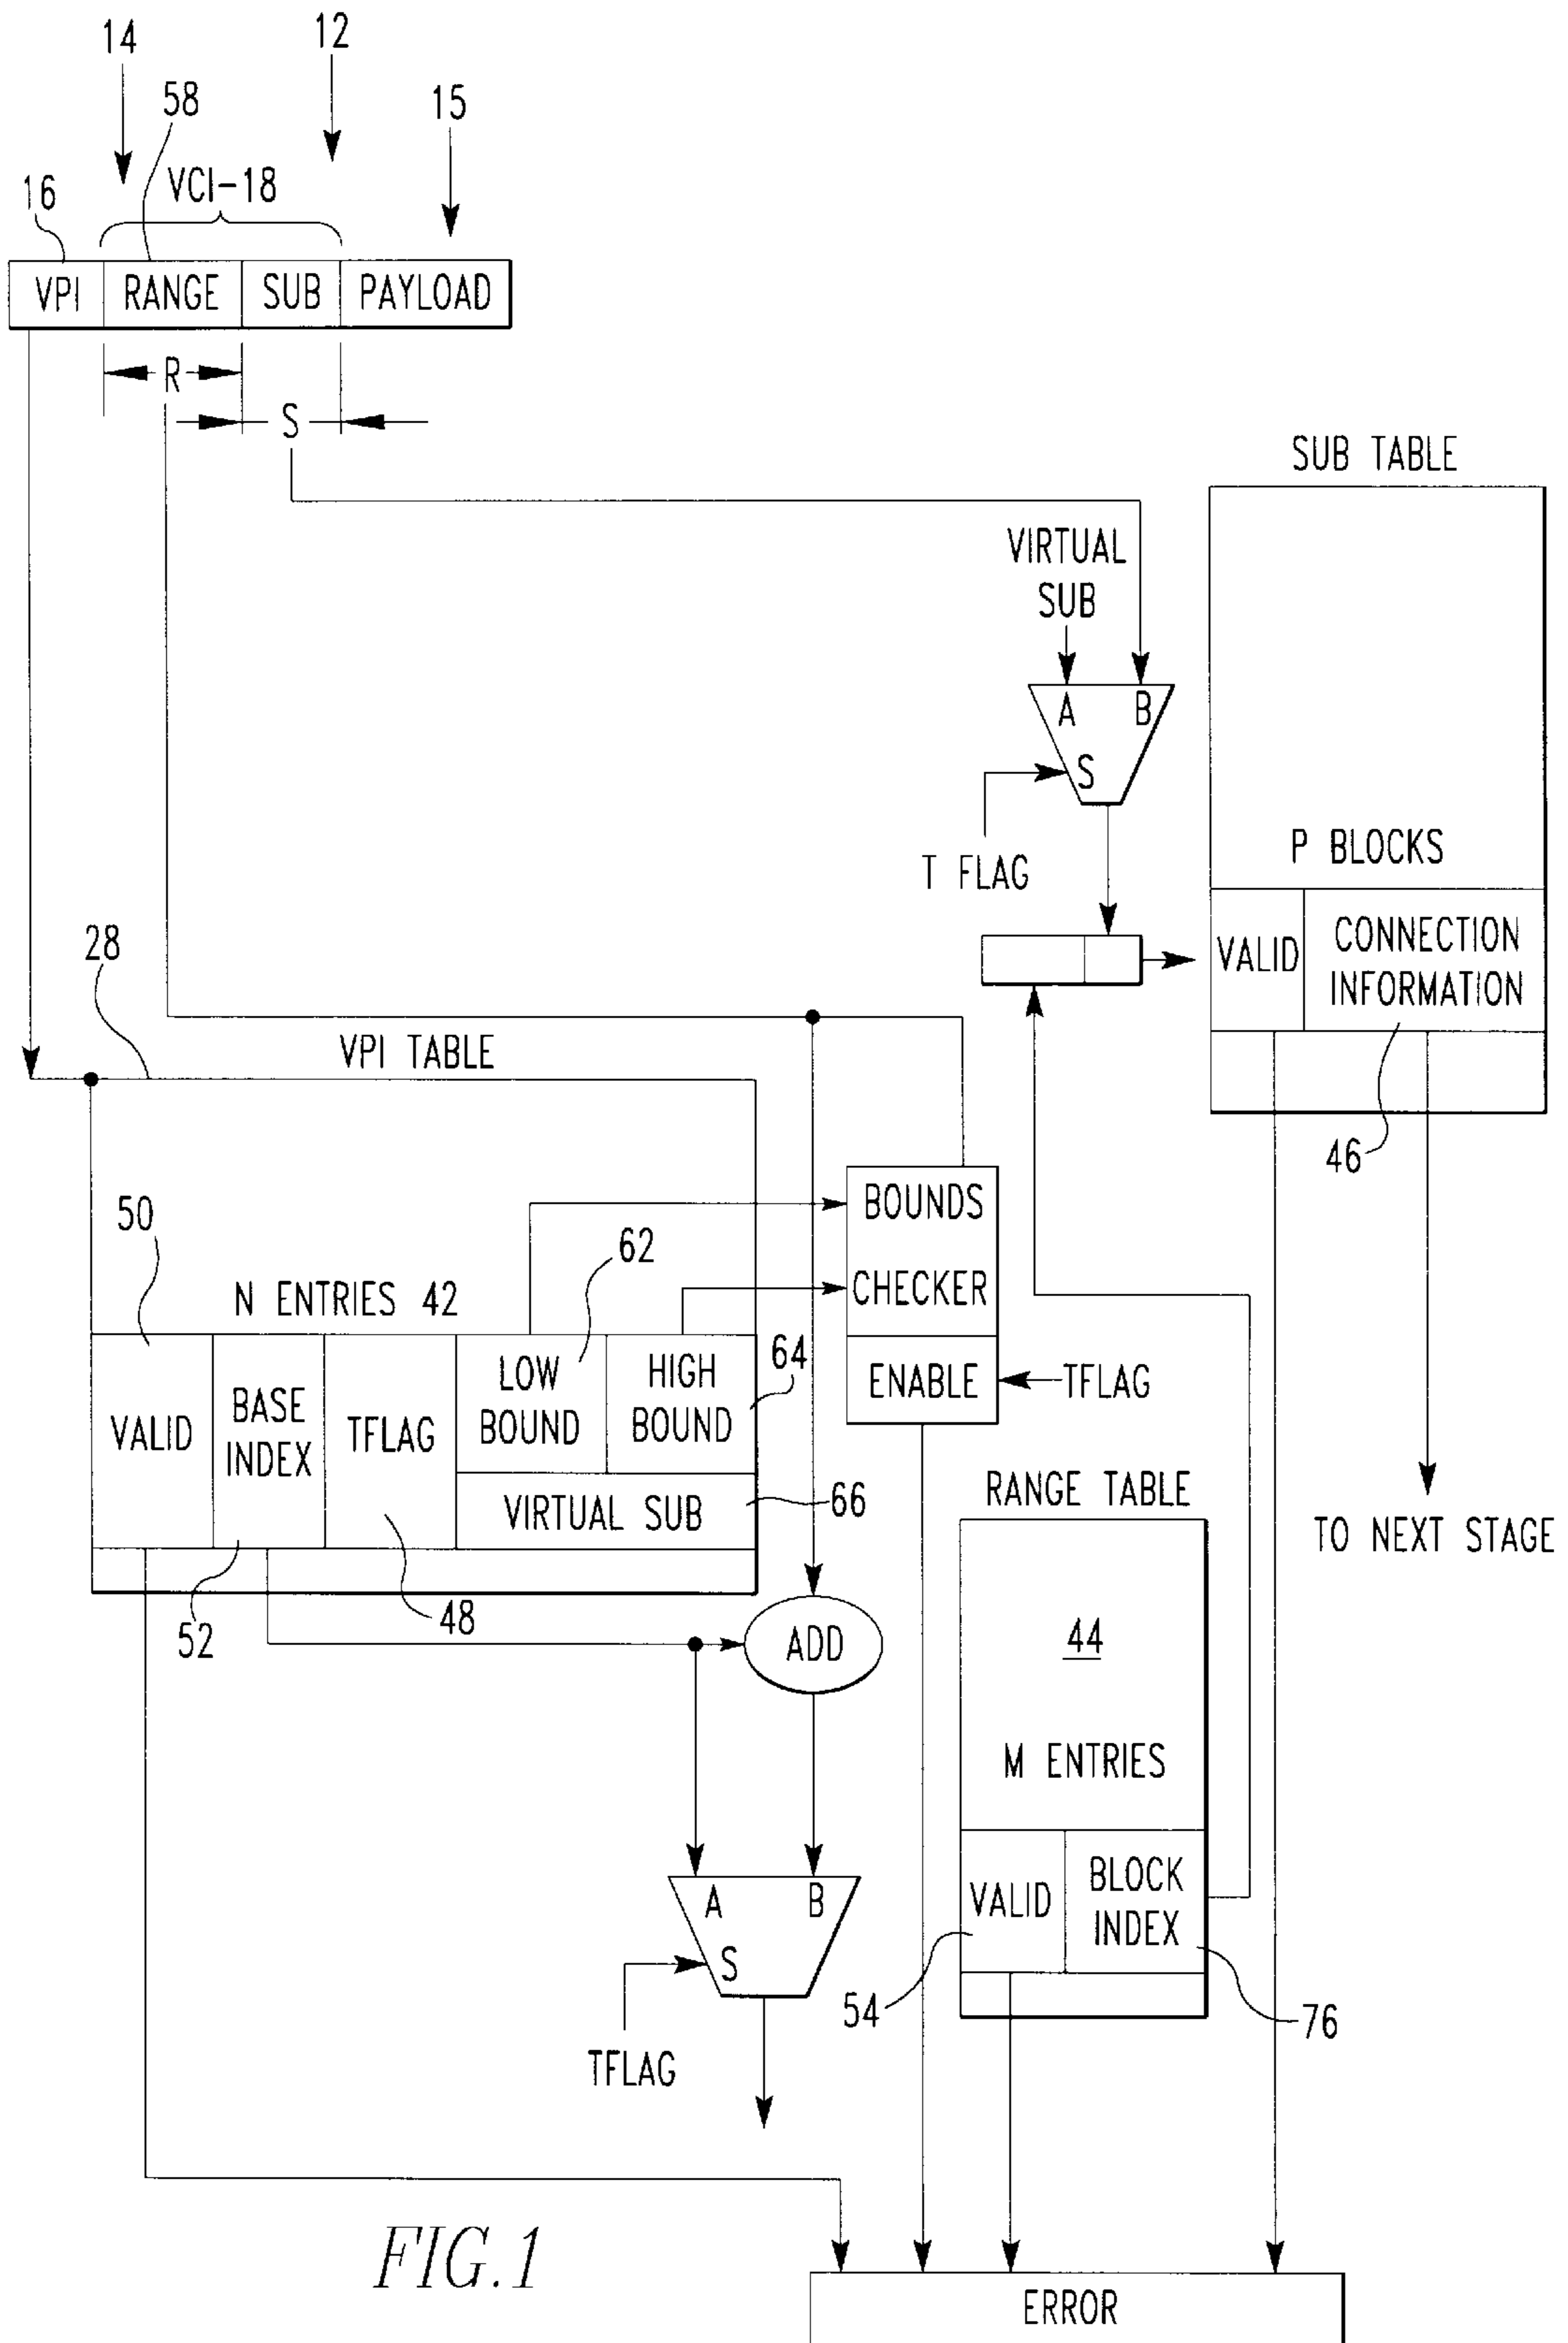 14
12
58
15
16
VCI-18
VPI
RANGE
SUB
PAYLOAD
R
S
SUB TABLE
VIRTUAL
SUB
A
B
S
T FLAG
P BLOCKS
VALID
CONNECTION
INFORMATION
46
28
VPI TABLE
50
N ENTRIES 42
62
BOUNDS
CHECKER
ENABLE
TFLAG
VALID
BASE
INDEX
TFLAG
LOW
BOUND
HIGH
BOUND
64
VIRTUAL SUB
66
52
48
ADD
RANGE TABLE
44
M ENTRIES
VALID
BLOCK
INDEX
54
76
TO NEXT STAGE
A
B
S
TFLAG
FIG.1
ERROR